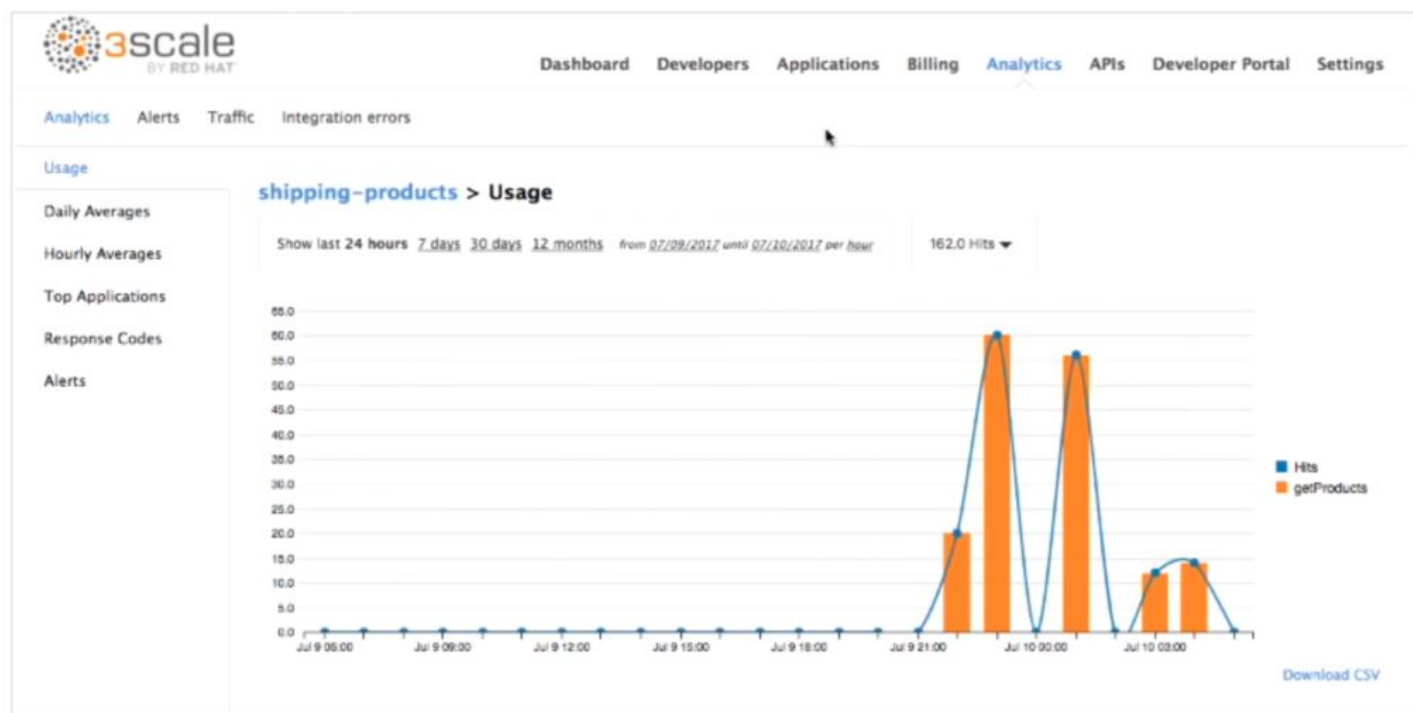 3scale
BY RED HAT
Dashboard Developers Applications Billing Analytics APIs Developer Portal Settings
Analytics Alerts Traffic Integration errors
Usage
Daily Averages
Hourly Averages
Top Applications
Response Codes
Alerts
shipping-products > Usage
Show last 24 hours 7 days 30 days 12 months from 07/09/2017 until 07/10/2017 per hour
162.0 Hits
65.0
60.0
55.0
50.0
45.0
40.0
35.0
30.0
25.0
20.0
15.0
10.0
5.0
0.0
Jul 9 06:00 Jul 9 09:00 Jul 9 12:00 Jul 9 15:00 Jul 9 18:00 Jul 9 21:00 Jul 10 00:00 Jul 10 03:00
Hits
getProducts
Download CSV